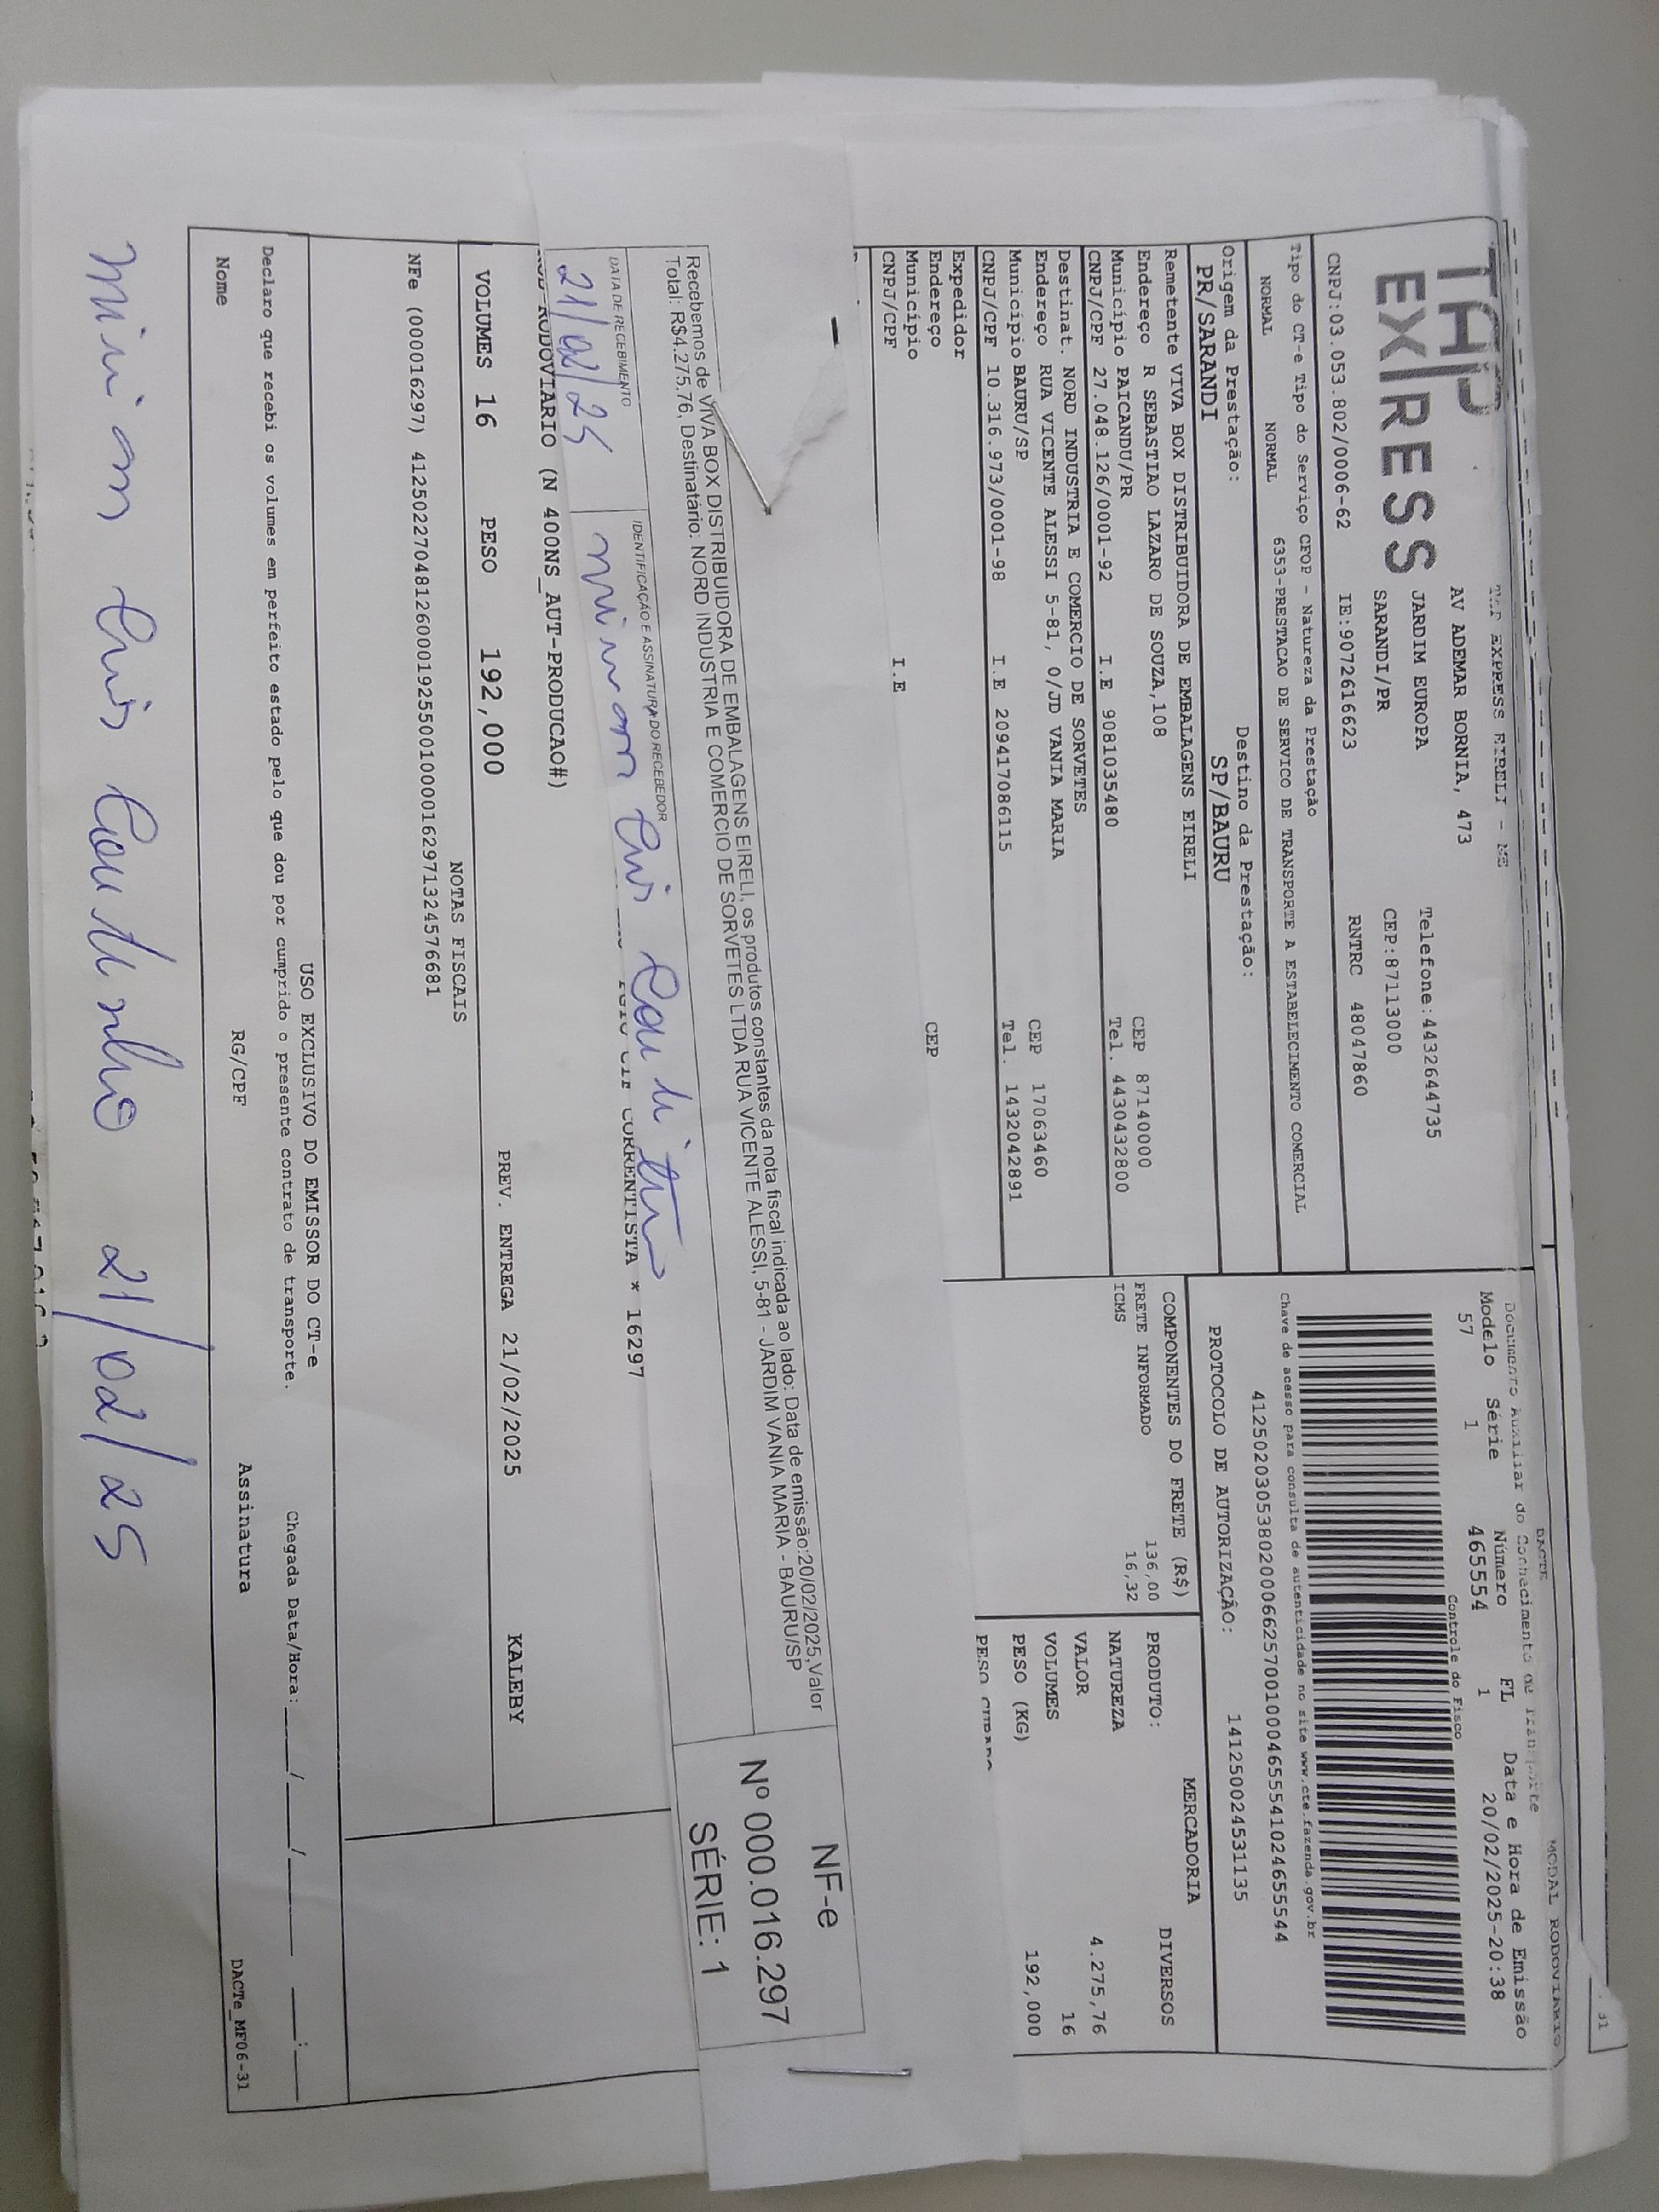 DACTE
MODAL RODOVIARIO
Documento Auxiliar do Conhecimento de Transporte
TAP EXPRESS
EXPRESS EIRELI - ME
AV ADEMAR BORNIA, 473
JARDIM EUROPA
SARANDI/PR
Telefone:4432644735
CEP:87113000
CNPJ:03.053.802/0006-62 IE:9072616623 RNTRC 48047860
Modelo Série Número FL Data e Hora de Emissão
57 1 465554 1 20/02/2025-20:38
Controle do Fisco
Chave de acesso para consulta de autenticidade no site www.cte.fazenda.gov.br
41250203053802000662570010004655541024655544
Tipo do CT-e Tipo do Serviço CFOP - Natureza da Prestação
NORMAL NORMAL 6353-PRESTACAO DE SERVICO DE TRANSPORTE A ESTABELECIMENTO COMERCIAL
PROTOCOLO DE AUTORIZAÇÃO: 141250024531135
Origem da Prestação: Destino da Prestação:
PR/SARANDI SP/BAURU
Remetente VIVA BOX DISTRIBUIDORA DE EMBALAGENS EIRELI
Endereço R SEBASTIAO LAZARO DE SOUZA,108 CEP 87140000
Município PAICANDU/PR Tel. 443043280​0
CNPJ/CPF 27.048.126/0001-92 I.E 9081035480
Destinat. NORD INDUSTRIA E COMERCIO DE SORVETES
Endereço RUA VICENTE ALESSI 5-81, 0/JD VANIA MARIA CEP 17063460
Município BAURU/SP Tel. 1432042891
CNPJ/CPF 10.316.973/0001-98 I.E 209417086115
Expedidor
Endereço CEP
Município
CNPJ/CPF I.E
COMPONENTES DO FRETE (R$)
FRETE INFORMADO 136,00
ICMS 16,32
MERCADORIA
PRODUTO: DIVERSOS
NATUREZA
VALOR 4.275,76
VOLUMES 16
PESO (KG) 192,000
PESO CUBADO
Recebemos de VIVA BOX DISTRIBUIDORA DE EMBALAGENS EIRELI, os produtos constantes da nota fiscal indicada ao lado: Data de emissão:20/02/2025,Valor
Total: R$4.275,76, Destinatário: NORD INDUSTRIA E COMERCIO DE SORVETES LTDA RUA VICENTE ALESSI, 5-81 - JARDIM VANIA MARIA - BAURU/SP
NF-e
Nº 000.016.297
SÉRIE: 1
DATA DE RECEBIMENTO IDENTIFICAÇÃO E ASSINATURA DO RECEBEDOR
21/02/25
CIF CORRENTISTA * 16297
RODOVIARIO (N 400NS_AUT-PRODUCAO#)
VOLUMES 16 PESO 192,000 PREV. ENTREGA 21/02/2025 KALEBY
NOTAS FISCAIS
NFe (000016297) 41250227048126000192550010000162971324576681
USO EXCLUSIVO DO EMISSOR DO CT-e
Declaro que recebi os volumes em perfeito estado pelo que dou por cumprido o presente contrato de transporte. Chegada Data/Hora: ___/___/_____ ___:___
Nome RG/CPF Assinatura DACTe_MF06-31
21/02/25